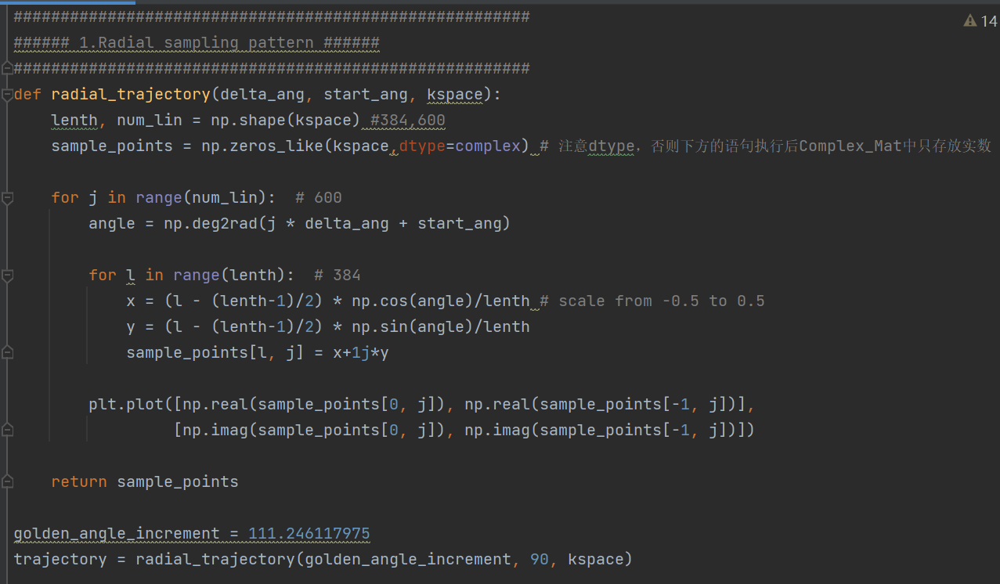 #######################################################
14
###### 1.Radial sampling pattern ######
#######################################################
def radial_trajectory(delta_ang, start_ang, kspace):
    lenth, num_lin = np.shape(kspace) #384,600
    sample_points = np.zeros_like(kspace,dtype=complex) # 注意dtype，否则下方的语句执行后Complex_Mat中只存放实数
    for j in range(num_lin):  # 600
        angle = np.deg2rad(j * delta_ang + start_ang)
        for l in range(lenth):  # 384
            x = (l - (lenth-1)/2) * np.cos(angle)/lenth # scale from -0.5 to 0.5
            y = (l - (lenth-1)/2) * np.sin(angle)/lenth
            sample_points[l, j] = x+1j*y
        plt.plot([np.real(sample_points[0, j]), np.real(sample_points[-1, j])],
                 [np.imag(sample_points[0, j]), np.imag(sample_points[-1, j])])
    return sample_points
golden_angle_increment = 111.246117975
trajectory = radial_trajectory(golden_angle_increment, 90, kspace)